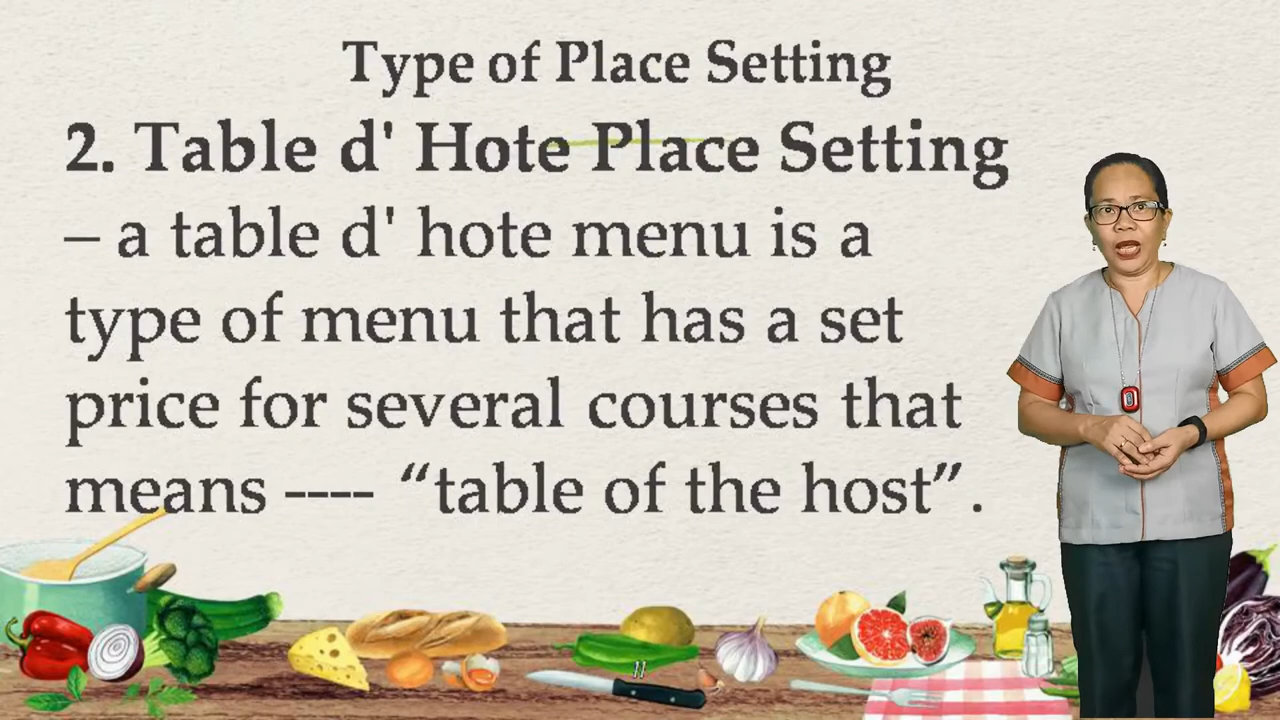 Type of Place Setting
2. Table d' Hote Place Setting
– a table d' hote menu is a
type of menu that has a set
price for several courses that
means ---- “table of the host”.